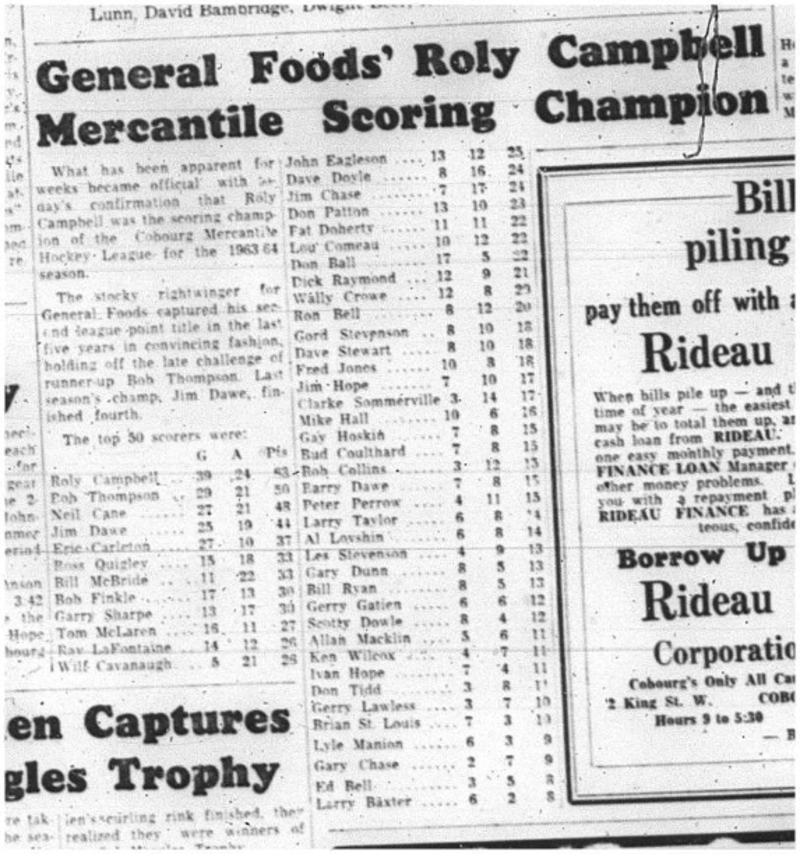 Lunn, David Bambridge, Dwight
General Foods' Roly Campbell
Mercantile Scoring Champion
What has been apparent for
weeks became official with
day's confirmation that Roly
Campbell was the scoring champ-
ion of the Cobourg Mercantile
Hockey League for the 1963-64
season.
The stocky rightwinger for
General Foods captured his sec-
ond league point title in the last
five years in convincing fashion,
holding off the late challenge of
runner-up Bob Thompson. Last
season's champ, Jim Dawe, fin-
ished fourth.
The top 50 scorers were:
G A Pts
Roly Campbell .. 39 24 63
Bob Thompson .. 29 21 50
Neil Cane ..... 27 21 48
Jim Dawe ..... 25 19 44
Eric Carleton ... 27 10 37
Ross Quigley ... 15 18 33
Bill McBride ... 11 22 33
Bob Finkle ..... 17 13 30
Garry Sharpe ... 13 17 30
Tom McLaren ... 16 11 27
Ray LaFontaine ... 14 12 26
Wilf Cavanaugh ... 5 21 26
John Eagleson .... 13 12 25
Dave Doyle ...... 8 16 24
Jim Chase ...... 7 17 24
Don Patton ..... 13 10 23
Fat Doherty .... 11 11 22
Lou Comeau ..... 10 12 22
Don Ball ...... 17 5 22
Dick Raymond ... 12 9 21
Wally Crowe ... 12 8 20
Ron Bell ...... 8 12 20
Gord Stevenson .. 8 10 18
Dave Stewart ... 8 10 18
Fred Jones ..... 10 8 18
Jim Hope ...... 7 10 17
Clarke Sommerville 3 14 17
Mike Hall ...... 10 6 16
Gay Hoskin .... 7 8 15
Bud Coulthard ... 7 8 15
Bob Collins .... 3 12 15
Barry Dawe .... 7 8 15
Peter Perrow ... 4 11 15
Larry Taylor ... 6 8 14
Al Lovshin ..... 6 8 14
Les Stevenson ... 4 9 13
Gary Dunn ..... 8 5 13
Bill Ryan ...... 8 5 13
Gerry Gatien .... 6 6 12
Scotty Dowle .... 8 4 12
Allan Macklin ... 5 6 11
Ken Wilcox ..... 4 7 11
Ivan Hope ...... 7 4 11
Don Tidd ...... 3 8 11
Gerry Lawless ... 3 7 10
Brian St. Louis ... 7 3 10
Lyle Manion ...... 6 3 9
Gary Chase ...... 2 7 9
Ed Bell ........ 3 5 8
Larry Baxter ..... 6 2 8
Bill
piling
pay them off with a
Rideau
When bills pile up — and
time of year — the easiest
may be to total them up,
cash loan from RIDEAU.
one easy monthly payment.
FINANCE LOAN Manager
other money problems.
you with a repayment
RIDEAU FINANCE has
teous,
Borrow Up
Rideau
Corporatio
Cobourg's Only All
2 King St. W. COBO
Hours 9 to 5:30
en Captures
gles Trophy
len's curling rink finished, they
realized they were winners of